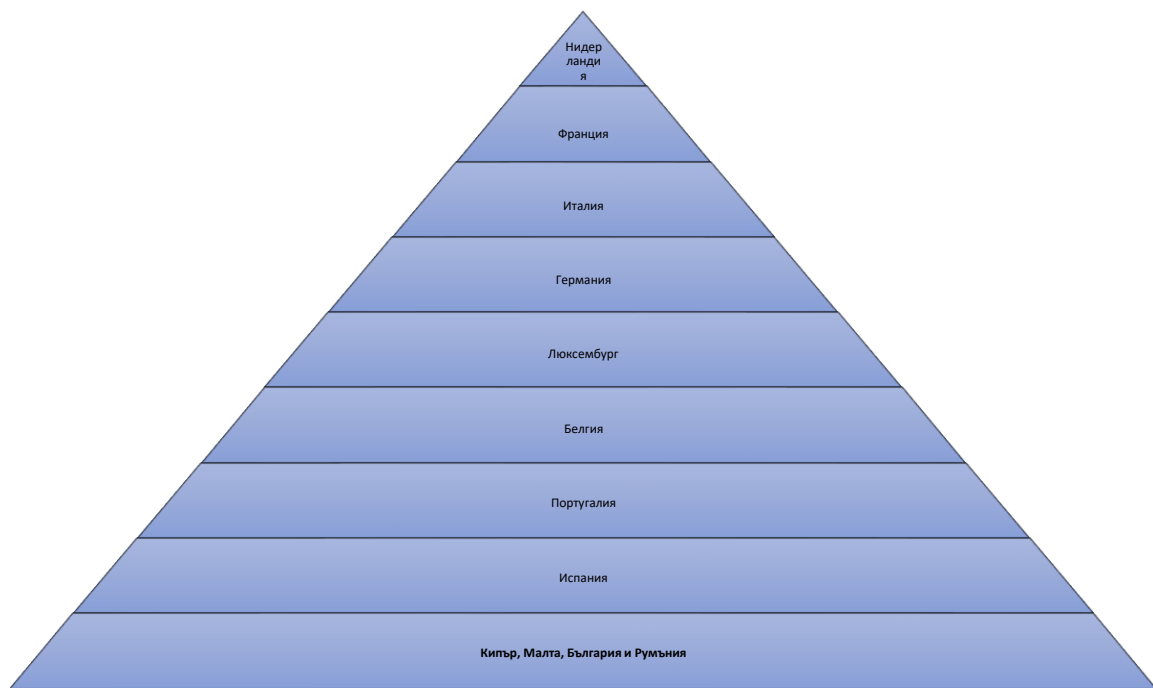 Нидер
ланди
я
Франция
Италия
Германия
Люксембург
Белгия
Португалия
Испания
Кипър, Малта, България и Румъния